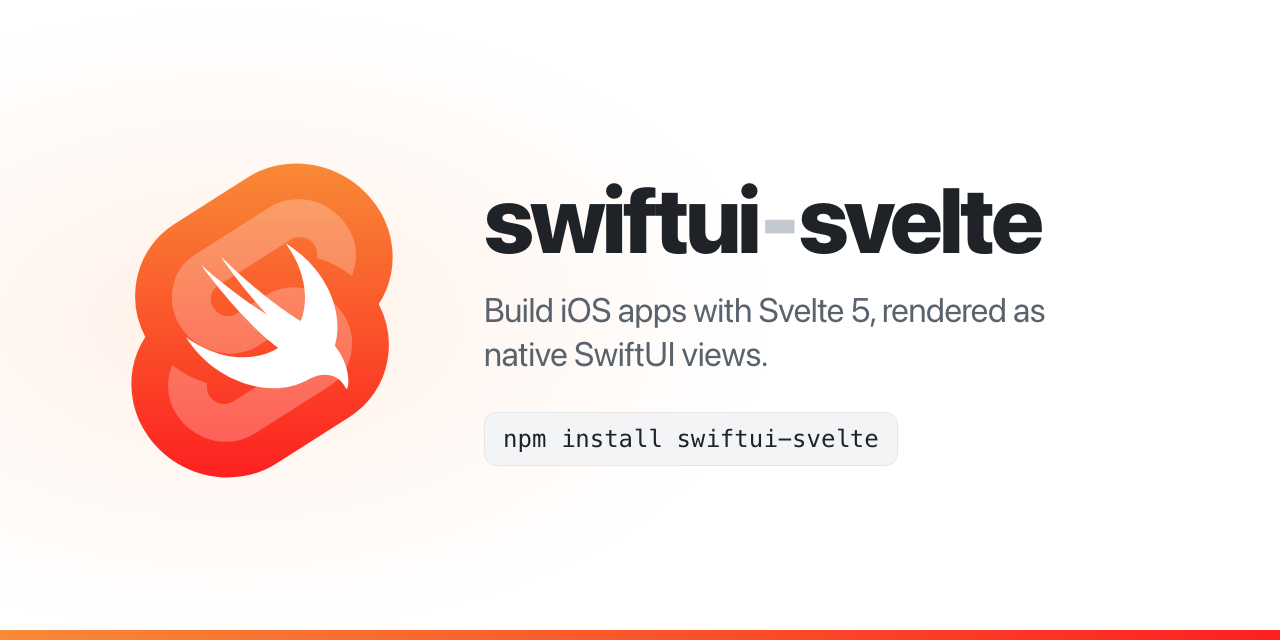 swiftui-svelte
Build iOS apps with Svelte 5, rendered as
native SwiftUI views.
npm install swiftui-svelte